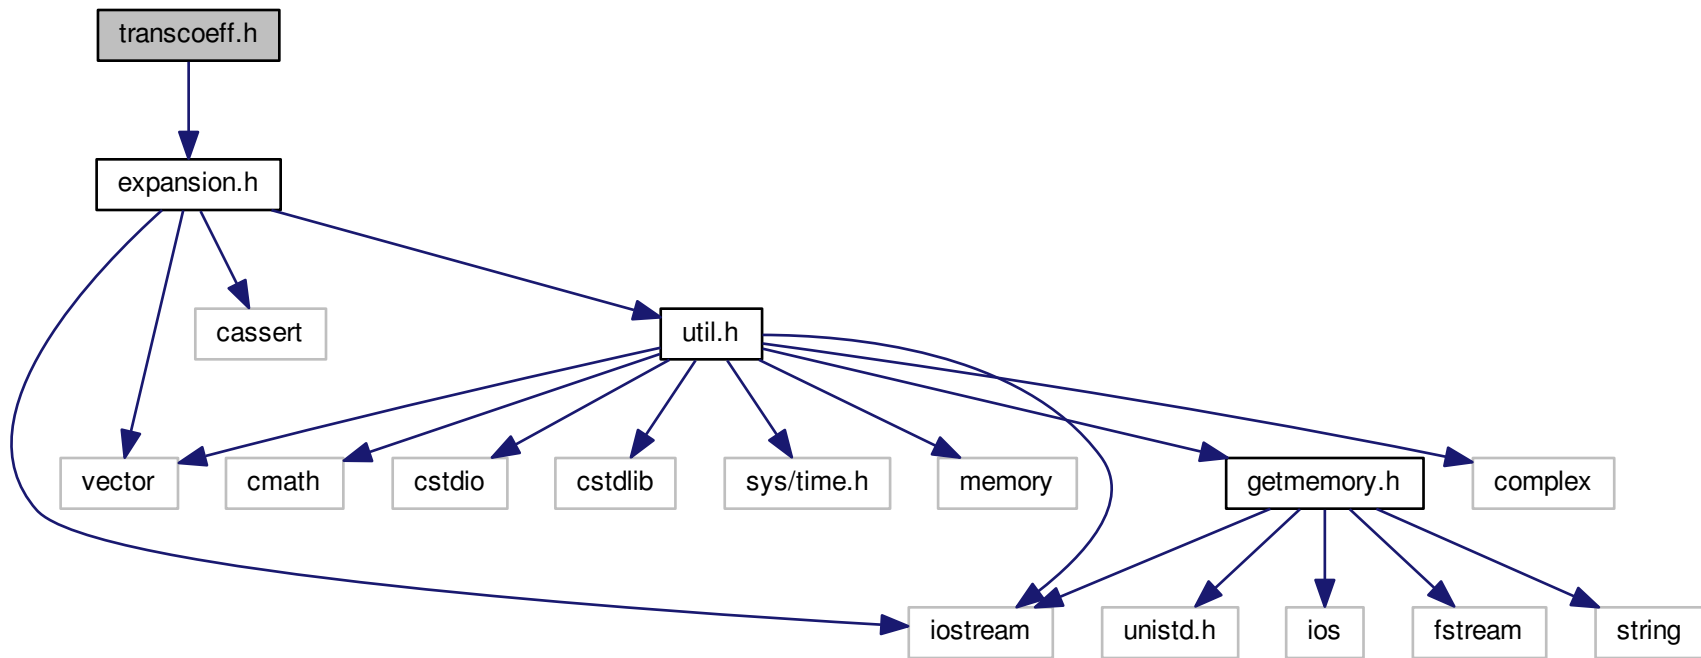 transcoeff.h
expansion.h
cassert
util.h
vector
cmath
cstdio
cstdlib
sys/time.h
memory
getmemory.h
complex
iostream
unistd.h
ios
fstream
string